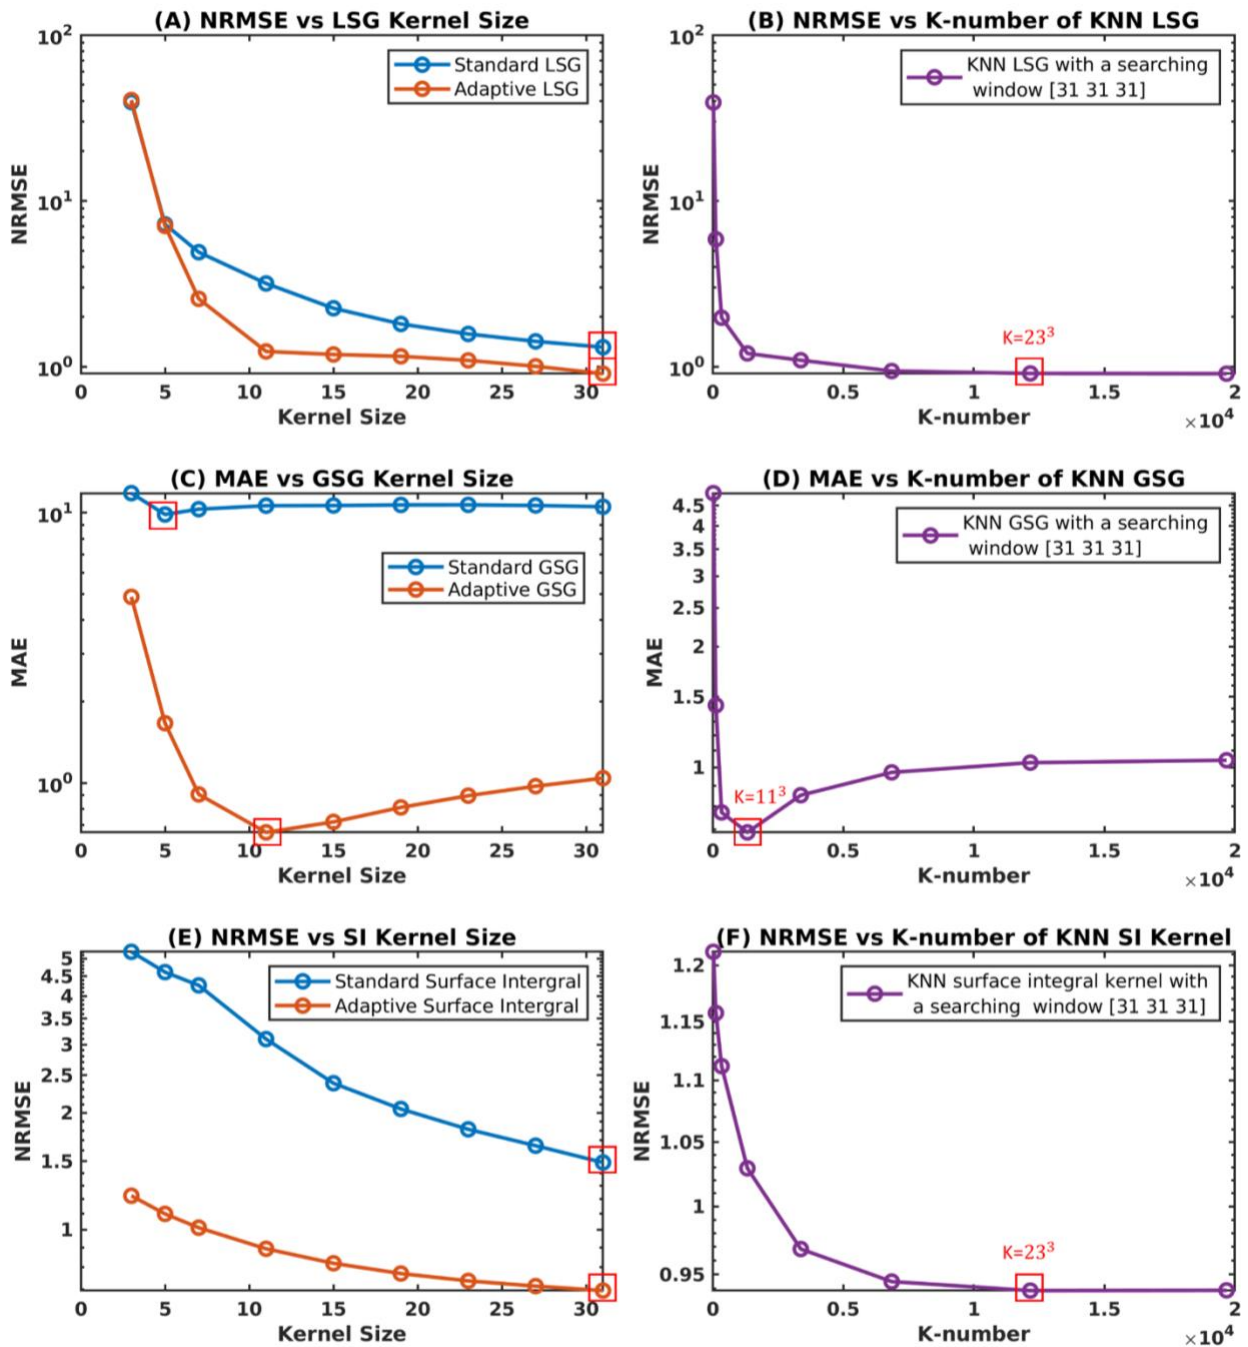 (A) NRMSE vs LSG Kernel Size
10²
10¹
10⁰
NRMSE
Standard LSG
Adaptive LSG
0 5 10 15 20 25 30
Kernel Size
(B) NRMSE vs K-number of KNN LSG
10²
10¹
10⁰
NRMSE
KNN LSG with a searching
window [31 31 31]
K=23³
0 0.5 1 1.5 2
K-number
×10⁴
(C) MAE vs GSG Kernel Size
10¹
10⁰
MAE
Standard GSG
Adaptive GSG
0 5 10 15 20 25 30
Kernel Size
(D) MAE vs K-number of KNN GSG
4.5
4
3.5
3
2.5
2
1.5
1
MAE
KNN GSG with a searching
window [31 31 31]
K=11³
0 0.5 1 1.5 2
K-number
×10⁴
(E) NRMSE vs SI Kernel Size
5
4.5
4
3.5
3
2.5
2
1.5
1
NRMSE
Standard Surface Intergral
Adaptive Surface Intergral
0 5 10 15 20 25 30
Kernel Size
(F) NRMSE vs K-number of KNN SI Kernel
1.2
1.15
1.1
1.05
1
0.95
NRMSE
KNN surface integral kernel with
a searching window [31 31 31]
K=23³
0 0.5 1 1.5 2
K-number
×10⁴